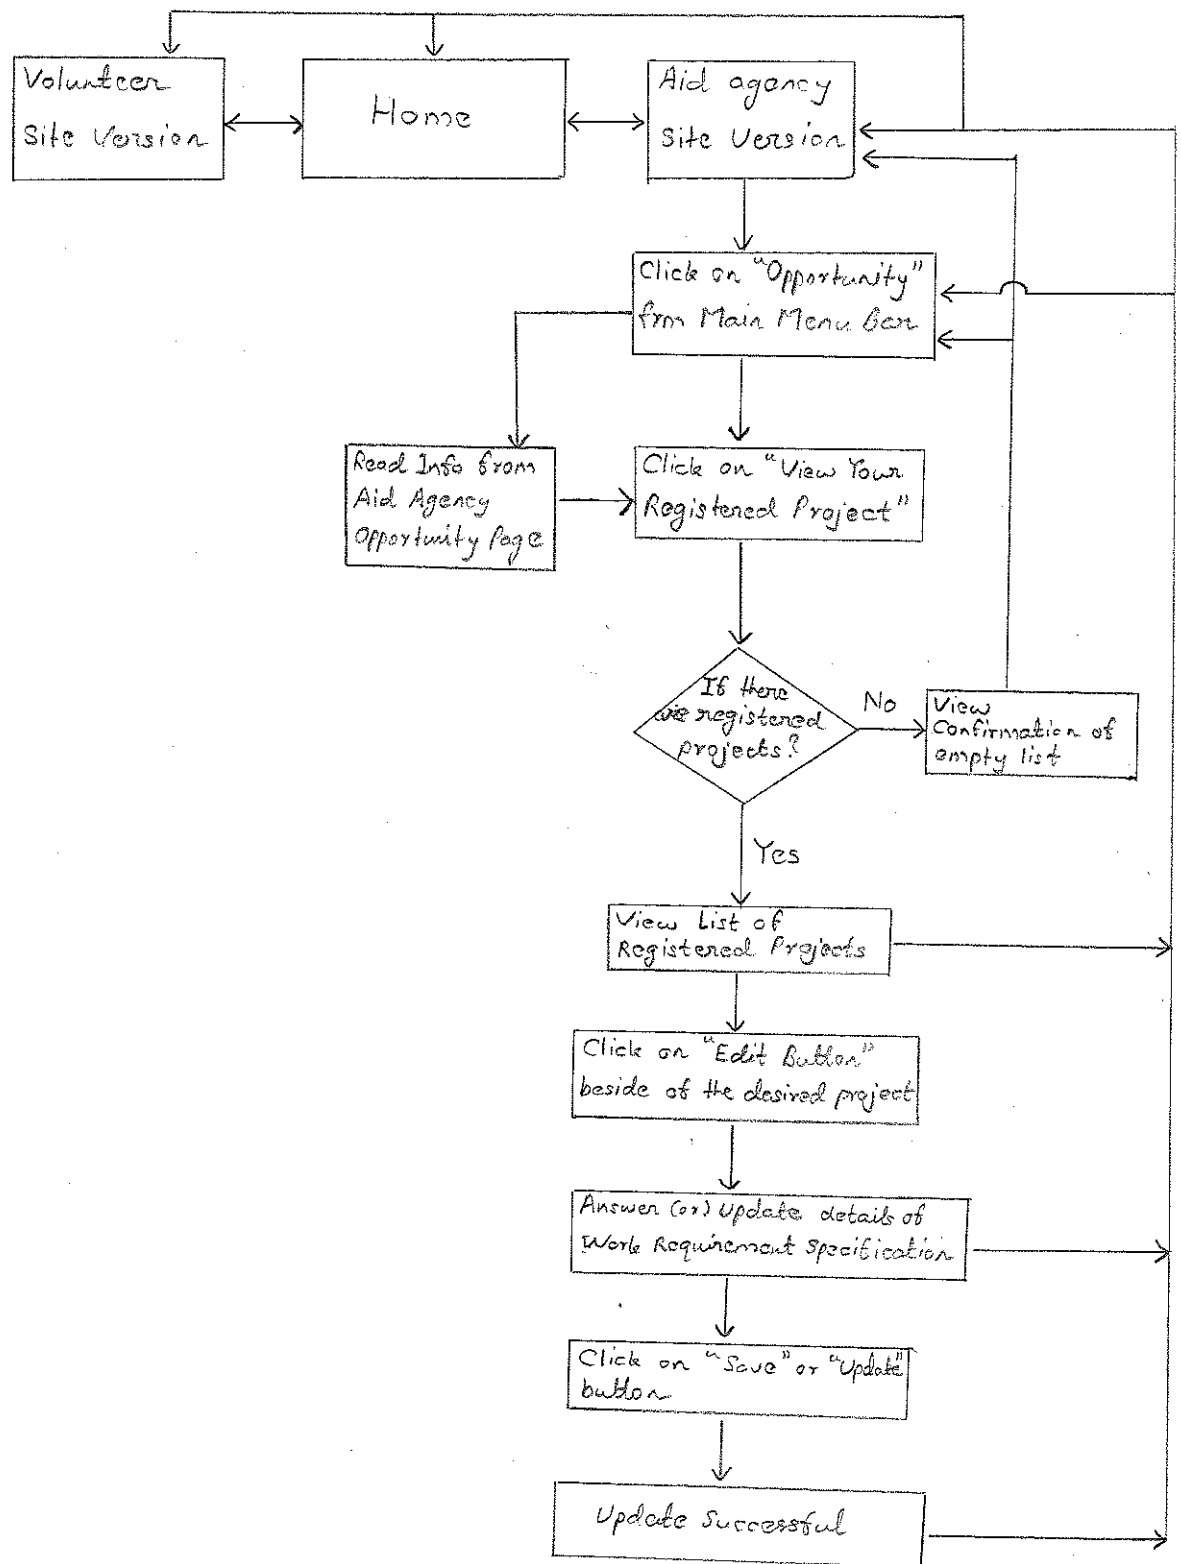 Volunteer
Site Version
Home
Aid agency
Site Version
Click on "Opportunity"
frm Main Menu Bar
Read Info from
Aid Agency
Opportunity Page
Click on "View Your
Registered Project"
If there
are registered
projects?
No
View
Confirmation of
empty list
Yes
View List of
Registered Projects
Click on "Edit Button"
beside of the desired project
Answer (or) Update details of
Work Requirement Specification
Click on "Save" or "Update"
button
Update Successful